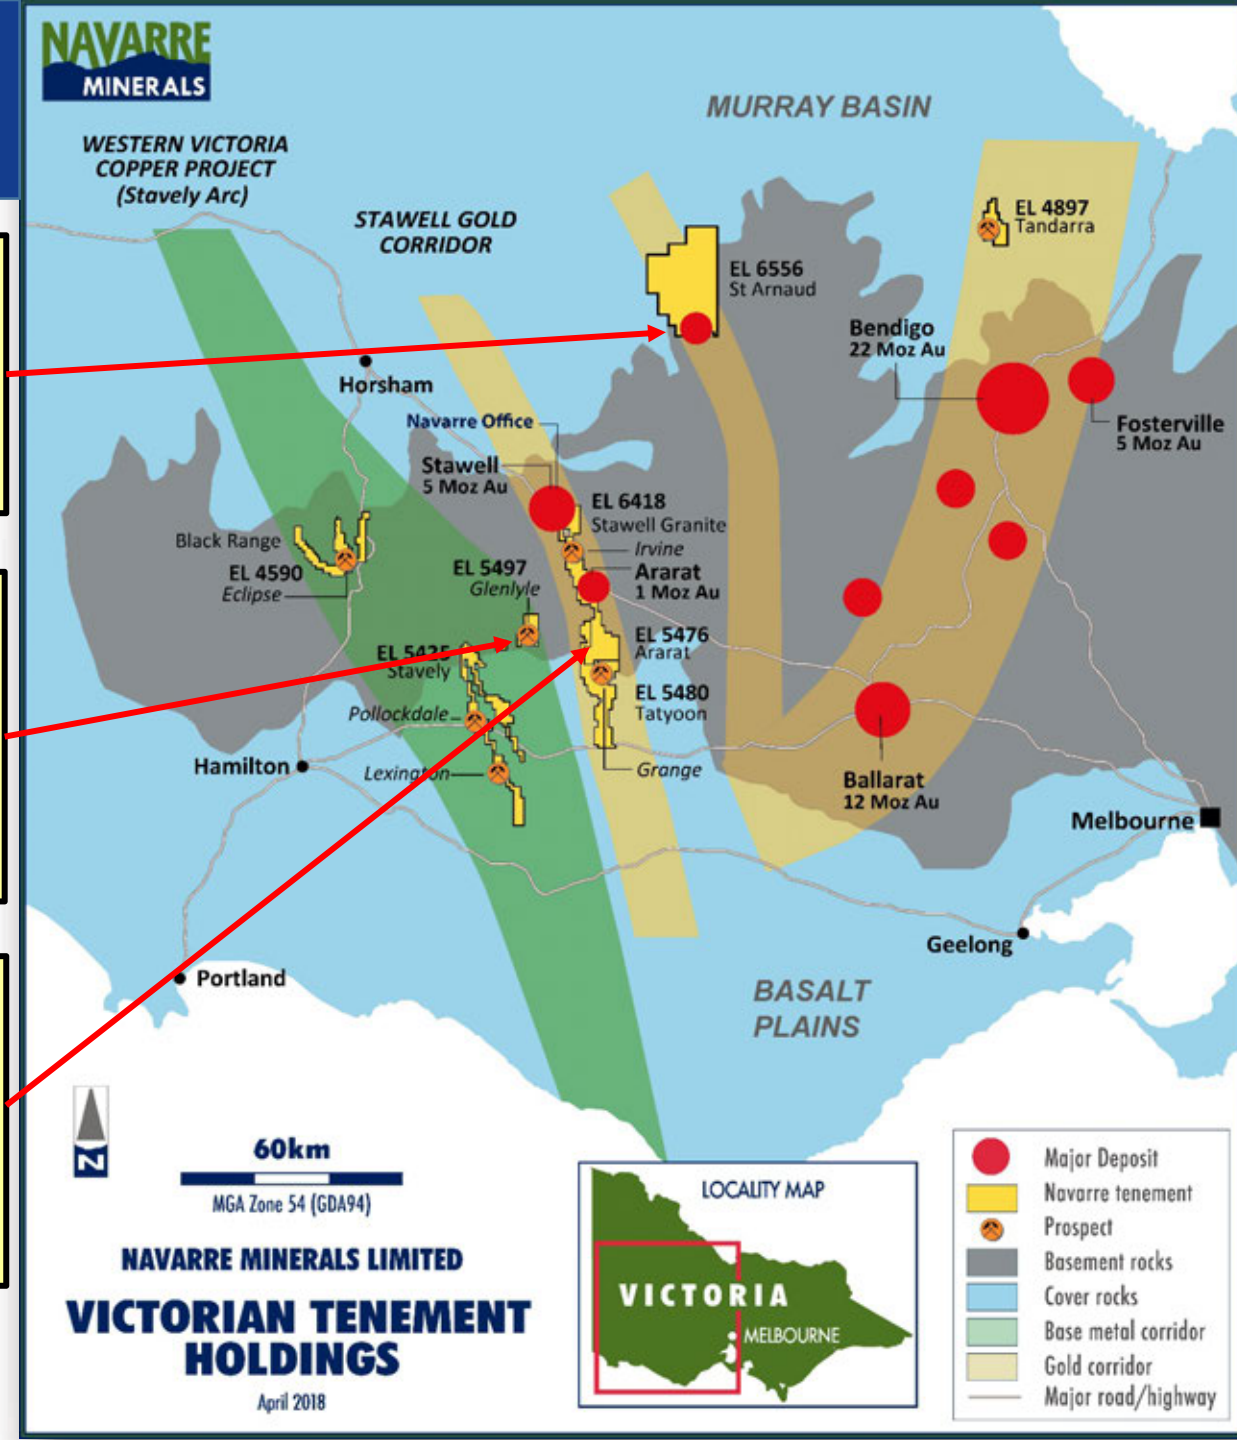 NAVARRE
MINERALS
MURRAY BASIN
WESTERN VICTORIA
COPPER PROJECT
(Stavely Arc)
STAWELL GOLD
CORRIDOR
EL 4897
Tandarra
EL 6556
St Arnaud
Bendigo
22 Moz Au
Horsham
Fosterville
5 Moz Au
Navarre Office
Stawell
5 Moz Au
EL 6418
Stawell Granite
Irvine
Black Range
EL 4590
Eclipse
EL 5497
Glenlyle
Ararat
1 Moz Au
EL 5476
Ararat
EL 5425
Stavely
EL 5480
Tatyoon
Pollockdale
Hamilton
Lexington
Grange
Ballarat
12 Moz Au
Melbourne
Geelong
Portland
BASALT
PLAINS
N
60km
MGA Zone 54 (GDA94)
NAVARRE MINERALS LIMITED
VICTORIAN TENEMENT
HOLDINGS
April 2018
LOCALITY MAP
VICTORIA
MELBOURNE
Major Deposit
Navarre tenement
Prospect
Basement rocks
Cover rocks
Base metal corridor
Gold corridor
Major road/highway